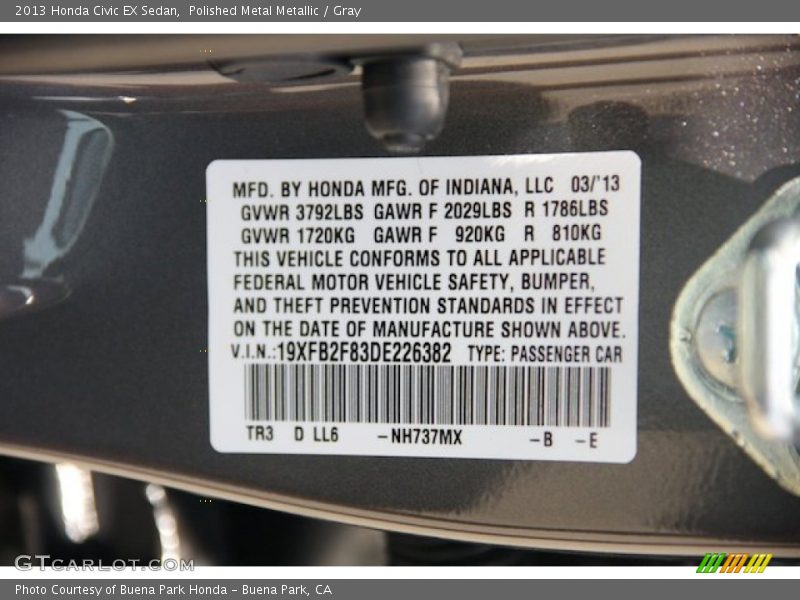 2013 Honda Civic EX Sedan,  Polished Metal Metallic / Gray
MFD. BY HONDA MFG. OF INDIANA, LLC 03/'13
GVWR 3792LBS GAWR F 2029LBS R 1786LBS
GVWR 1720KG GAWR F 920KG R 810KG
THIS VEHICLE CONFORMS TO ALL APPLICABLE
FEDERAL MOTOR VEHICLE SAFETY, BUMPER,
AND THEFT PREVENTION STANDARDS IN EFFECT
ON THE DATE OF MANUFACTURE SHOWN ABOVE.
V.I.N.:19XFB2F83DE226382 TYPE: PASSENGER CAR
TR3 D LL6 -NH737MX -B -E
GTCARLOT.COM
Photo Courtesy of Buena Park Honda - Buena Park, CA